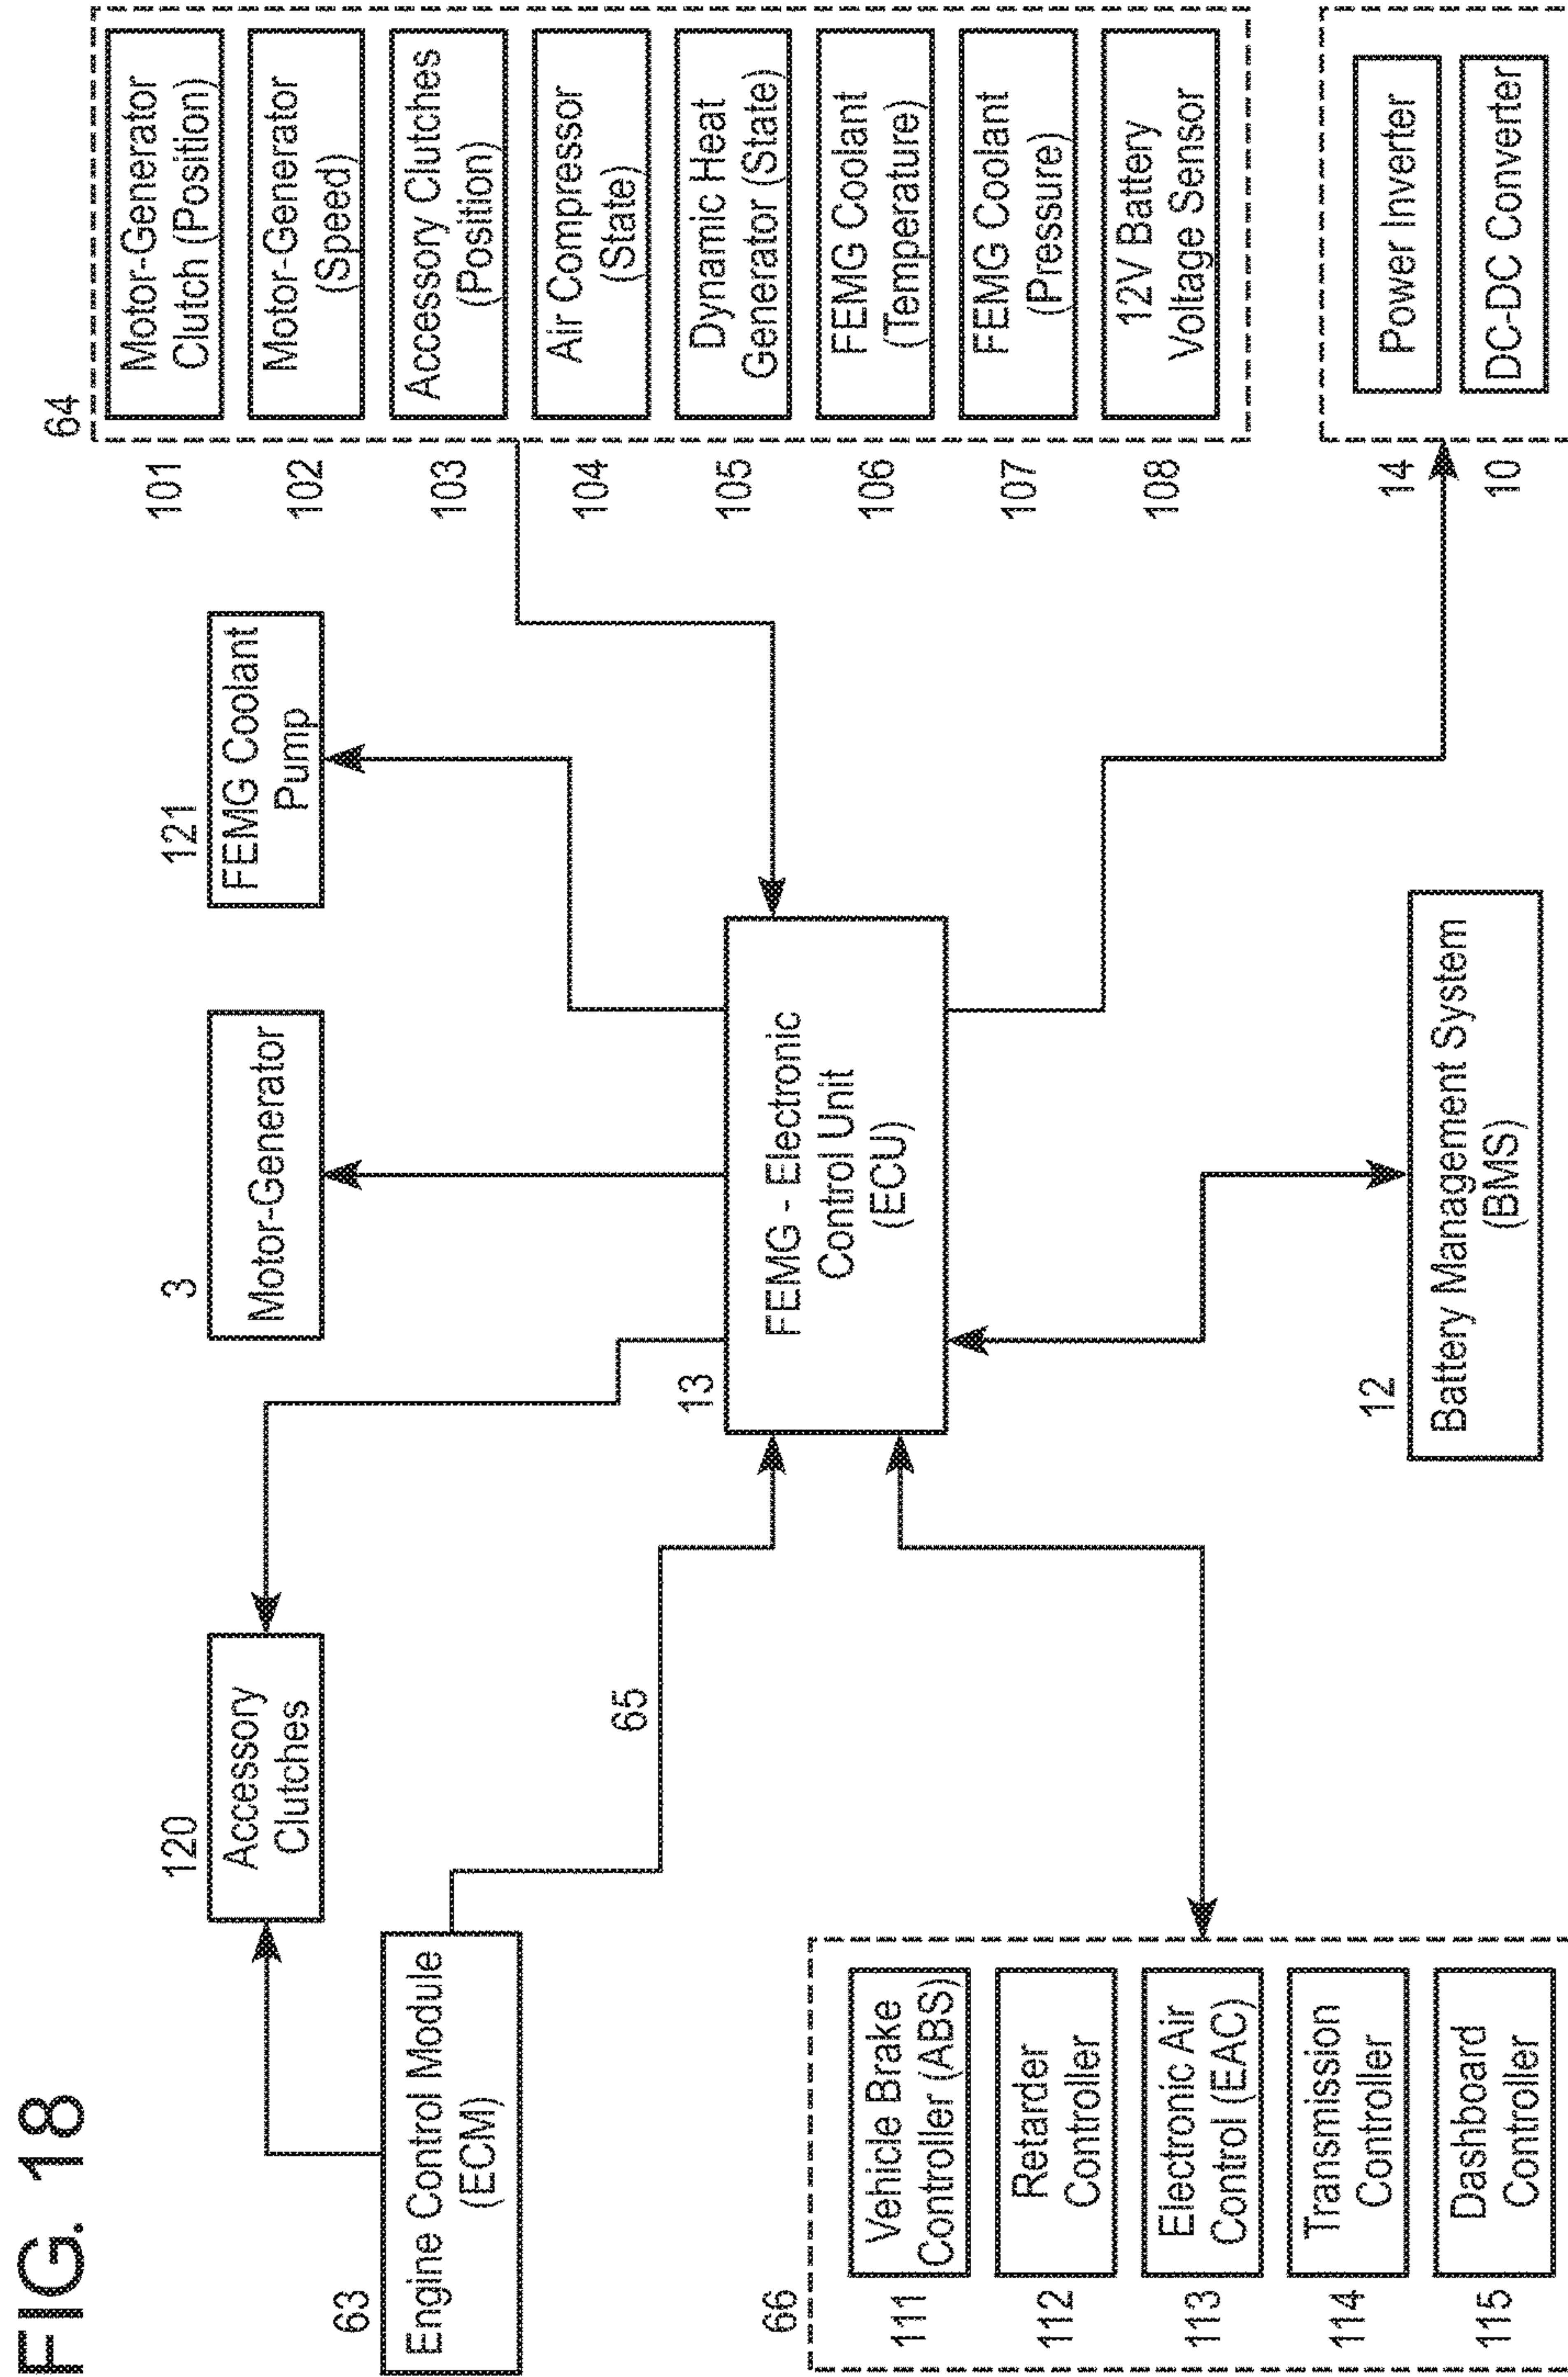 FIG. 18
63
Engine Control Module
(ECM)
120
Accessory
Clutches
65
3
Motor-Generator
121
FEMG Coolant
Pump
13
FEMG - Electronic
Control Unit
(ECU)
64
101
Motor-Generator
Clutch (Position)
102
Motor-Generator
(Speed)
103
Accessory Clutches
(Position)
104
Air Compressor
(State)
105
Dynamic Heat
Generator (State)
106
FEMG Coolant
(Temperature)
107
FEMG Coolant
(Pressure)
108
12V Battery
Voltage Sensor
66
111
Vehicle Brake
Controller (ABS)
112
Retarder
Controller
113
Electronic Air
Control (EAC)
114
Transmission
Controller
115
Dashboard
Controller
12
Battery Management System
(BMS)
14
Power Inverter
10
DC-DC Converter